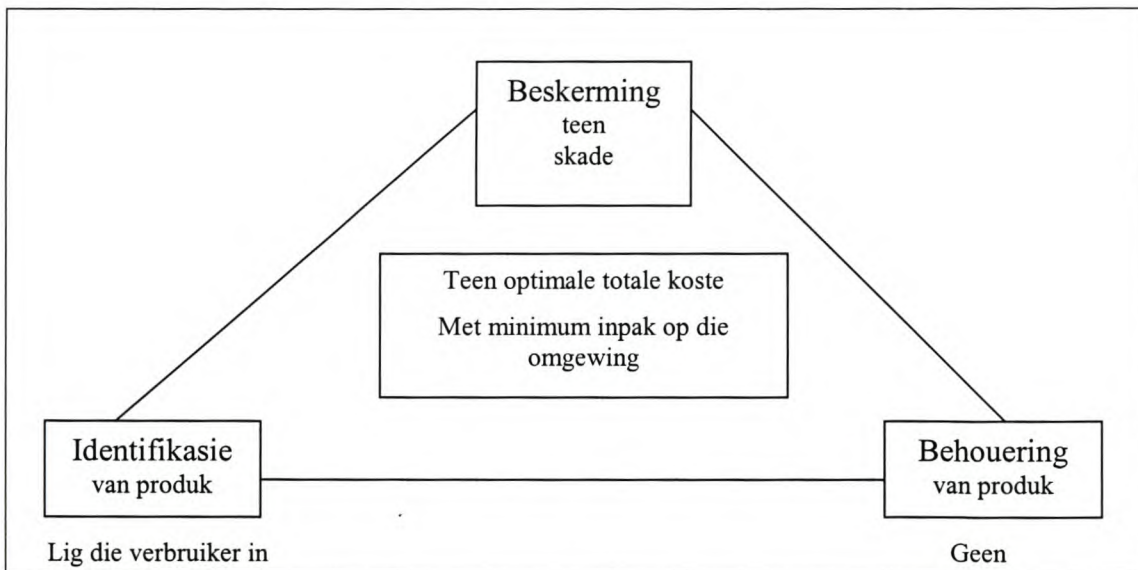 Beskerming
teen
skade
Teen optimale totale koste
Met minimum inpak op die
omgewing
Identifikasie
van produk
Behouering
van produk
Lig die verbruiker in
Geen